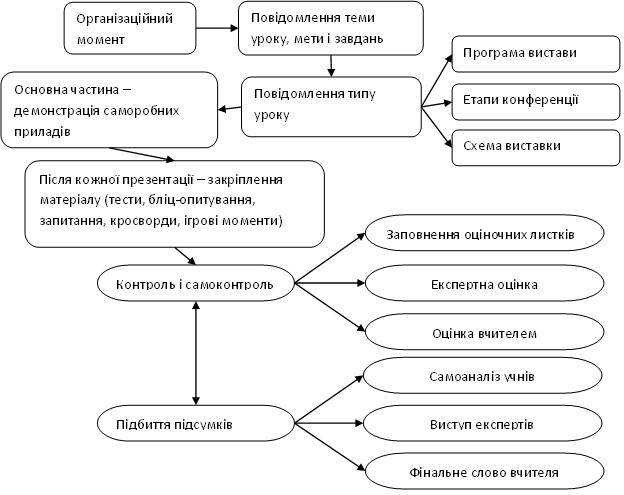 Організаційний
момент
Повідомлення теми
уроку, мети і завдань
Програма вистави
Етапи конференції
Схема виставки
Повідомлення типу
уроку
Основна частина –
демонстрація саморобних
приладів
Після кожної презентації – закріплення
матеріалу (тести, бліц-опитування,
запитання, кросворди, ігрові моменти)
Контроль і самоконтроль
Заповнення оціночних листків
Експертна оцінка
Оцінка вчителем
Підбиття підсумків
Самоаналіз учнів
Виступ експертів
Фінальне слово вчителя